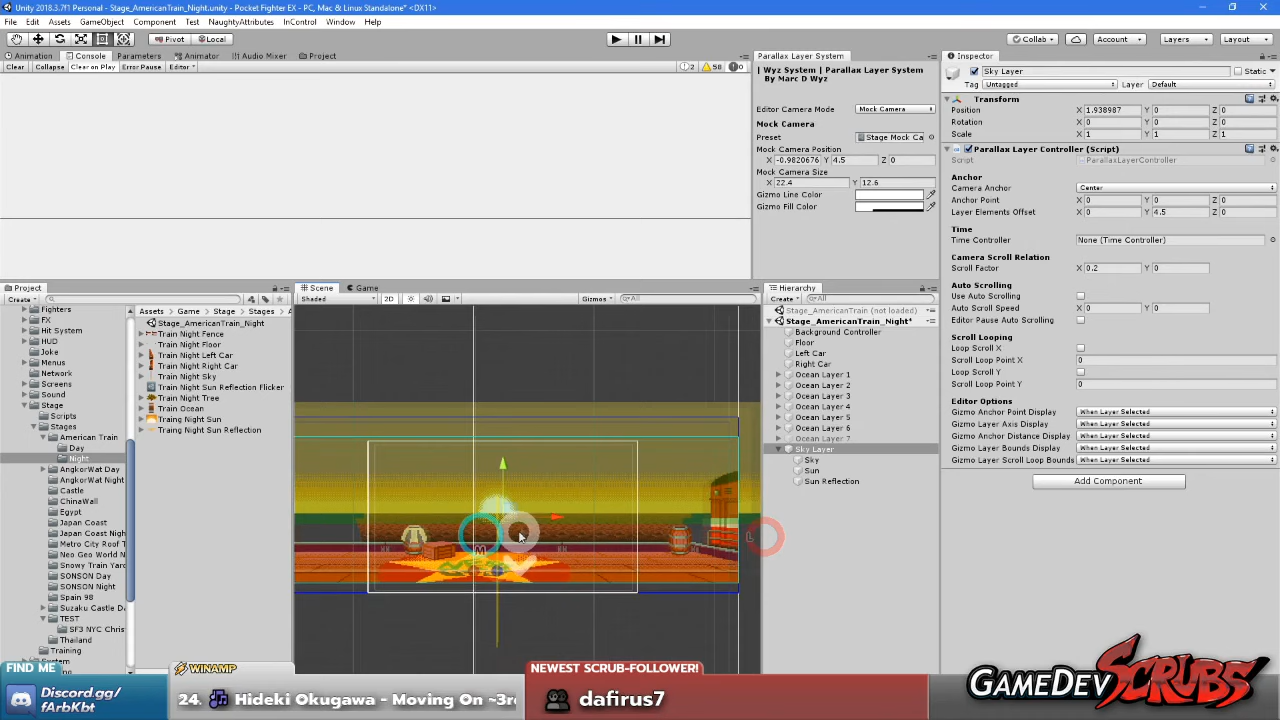 Unity 2018.3.7f1 Personal - Stage_AmericanTrain_Night.unity - Pocket Fighter EX - PC, Mac & Linux Standalone* <DX11>
File Edit Assets GameObject Component Test NaughtyAttributes InControl Window Help
Pivot Local Collab Account Layers Layout
Animation Console Parameters Animator Audio Mixer Project
Clear Collapse Clear on Play Error Pause Editor 2 58 0
Parallax Layer System
| Wyz System | Parallax Layer System
By Marc D Wyz
Editor Camera Mode Mock Camera
Mock Camera
Preset Stage Mock Ca
Mock Camera Position
X -0.9820676 Y 4.5 Z 0
Mock Camera Size
X 22.4 Y 12.6
Gizmo Line Color
Gizmo Fill Color
Inspector
Sky Layer Static
Tag Untagged Layer Default
Transform
Position X 1.938987 Y 0 Z 0
Rotation X 0 Y 0 Z 0
Scale X 1 Y 1 Z 1
Parallax Layer Controller (Script)
Script ParallaxLayerController
Anchor
Camera Anchor Center
Anchor Point X 0 Y 0 Z 0
Layer Elements Offset X 0 Y 4.5 Z 0
Time
Time Controller None (Time Controller)
Camera Scroll Relation
Scroll Factor X 0.2 Y 0
Auto Scrolling
Use Auto Scrolling
Auto Scroll Speed X 0 Y 0
Editor Pause Auto Scrolling
Scroll Looping
Loop Scroll X
Scroll Loop Point X 0
Loop Scroll Y
Scroll Loop Point Y 0
Editor Options
Gizmo Anchor Point Display When Layer Selected
Gizmo Layer Axis Display When Layer Selected
Gizmo Anchor Distance Display When Layer Selected
Gizmo Layer Bounds Display When Layer Selected
Gizmo Layer Scroll Loop Bounds When Layer Selected
Add Component
Project
Create
Fighters
FX
Hit System
HUD
Joke
Menus
Network
Screens
Sound
Stage
Scripts
Stages
American Train
Day
Night
AngkorWat Day
AngkorWat Night
Castle
ChinaWall
Egypt
Japan Coast
Japan Coast
Metro City Roof T
Neo Geo World
Snowy Train Yard
SONSON Day
SONSON Night
Spain 98
Suzaku Castle Da
TEST
SF3 NYC Chris
Thailand
Training
Assets Game Stage Stages
Stage_AmericanTrain_Night
Train Night Fence
Train Night Floor
Train Night Left Car
Train Night Right Car
Train Night Sky
Train Night Sun Reflection Flicker
Train Night Tree
Train Ocean
Traing Night Sun
Traing Night Sun Reflection
Scene Game
Shaded 2D Gizmos All
M
L
Hierarchy
Create All
Stage_AmericanTrain (not loaded)
Stage_AmericanTrain_Night*
Background Controller
Floor
Left Car
Right Car
Ocean Layer 1
Ocean Layer 2
Ocean Layer 3
Ocean Layer 4
Ocean Layer 5
Ocean Layer 6
Ocean Layer 7
Sky Layer
Sky
Sun
Sun Reflection
FIND ME
Discord.gg/
fArbKbt
WINAMP
24. Hideki Okugawa - Moving On ~3r
NEWEST SCRUB-FOLLOWER!
dafirus7
GAMEDEV SCRUBS